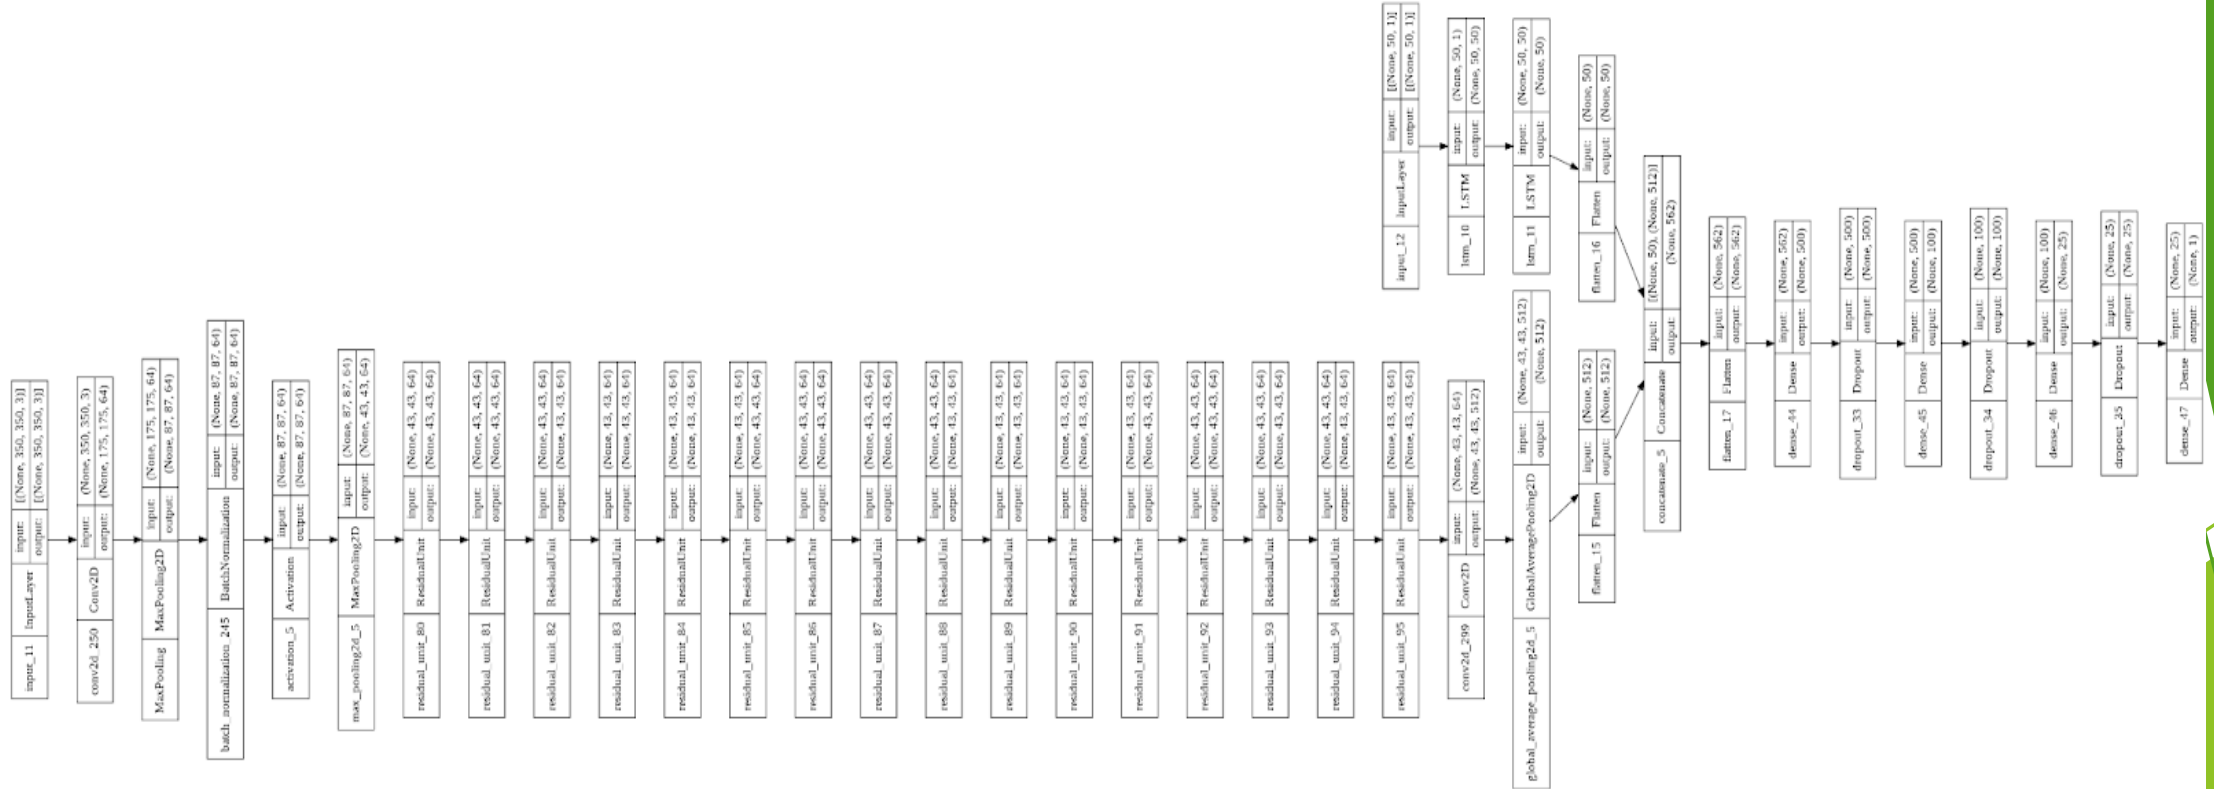 input_11 InputLayer input: [(None, 350, 350, 3)]
output: [(None, 350, 350, 3)]
conv2d_250 Conv2D input: (None, 350, 350, 3)
output: (None, 175, 175, 64)
MaxPooling MaxPooling2D input: (None, 175, 175, 64)
output: (None, 87, 87, 64)
batch_normalization_245 BatchNormalization input: (None, 87, 87, 64)
output: (None, 87, 87, 64)
activation_5 Activation input: (None, 87, 87, 64)
output: (None, 87, 87, 64)
max_pooling2d_5 MaxPooling2D input: (None, 87, 87, 64)
output: (None, 43, 43, 64)
residual_unit_80 ResidualUnit input: (None, 43, 43, 64)
output: (None, 43, 43, 64)
residual_unit_81 ResidualUnit input: (None, 43, 43, 64)
output: (None, 43, 43, 64)
residual_unit_82 ResidualUnit input: (None, 43, 43, 64)
output: (None, 43, 43, 64)
residual_unit_83 ResidualUnit input: (None, 43, 43, 64)
output: (None, 43, 43, 64)
residual_unit_84 ResidualUnit input: (None, 43, 43, 64)
output: (None, 43, 43, 64)
residual_unit_85 ResidualUnit input: (None, 43, 43, 64)
output: (None, 43, 43, 64)
residual_unit_86 ResidualUnit input: (None, 43, 43, 64)
output: (None, 43, 43, 64)
residual_unit_87 ResidualUnit input: (None, 43, 43, 64)
output: (None, 43, 43, 64)
residual_unit_88 ResidualUnit input: (None, 43, 43, 64)
output: (None, 43, 43, 64)
residual_unit_89 ResidualUnit input: (None, 43, 43, 64)
output: (None, 43, 43, 64)
residual_unit_90 ResidualUnit input: (None, 43, 43, 64)
output: (None, 43, 43, 64)
residual_unit_91 ResidualUnit input: (None, 43, 43, 64)
output: (None, 43, 43, 64)
residual_unit_92 ResidualUnit input: (None, 43, 43, 64)
output: (None, 43, 43, 64)
residual_unit_93 ResidualUnit input: (None, 43, 43, 64)
output: (None, 43, 43, 64)
residual_unit_94 ResidualUnit input: (None, 43, 43, 64)
output: (None, 43, 43, 64)
residual_unit_95 ResidualUnit input: (None, 43, 43, 64)
output: (None, 43, 43, 64)
input_12 InputLayer input: [(None, 50, 1)]
output: [(None, 50, 1)]
conv2d_299 Conv2D input: (None, 43, 43, 64)
output: (None, 43, 43, 512)
lstm_10 LSTM input: (None, 50, 1)
output: (None, 50, 50)
global_average_pooling2d_5 GlobalAveragePooling2D input: (None, 43, 43, 512)
output: (None, 512)
lstm_11 LSTM input: (None, 50, 50)
output: (None, 50)
flatten_15 Flatten input: (None, 512)
output: (None, 512)
flatten_16 Flatten input: (None, 50)
output: (None, 50)
concatenate_5 Concatenate input: [(None, 50), (None, 512)]
output: (None, 562)
flatten_17 Flatten input: (None, 562)
output: (None, 562)
dense_44 Dense input: (None, 562)
output: (None, 500)
dropout_33 Dropout input: (None, 500)
output: (None, 500)
dense_45 Dense input: (None, 500)
output: (None, 100)
dropout_34 Dropout input: (None, 100)
output: (None, 100)
dense_46 Dense input: (None, 100)
output: (None, 25)
dropout_35 Dropout input: (None, 25)
output: (None, 25)
dense_47 Dense input: (None, 25)
output: (None, 1)